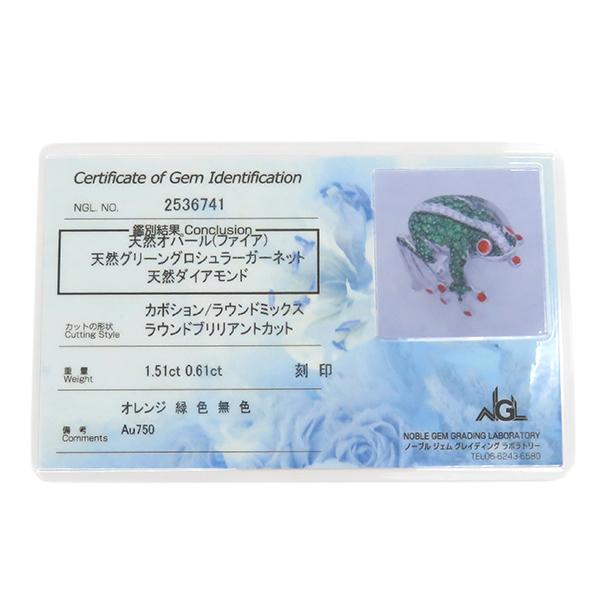 Certificate of Gem Identification
NGL. NO. 2536741
鑑別結果 Conclusion
天然オパール(ファイア)
天然グリーングロシュラーガーネット
天然ダイアモンド
カボション/ラウンドミックス
カットの形状
Cutting Style
ラウンドブリリアントカット
重量
Weight
1.51ct 0.61ct 刻印
オレンジ 緑色 無色
備考
Comments
Au750
NGL
NOBLE GEM GRADING LABORATORY
ノーブル ジェム グレイディング ラボラトリー
TEL06-6243-6580